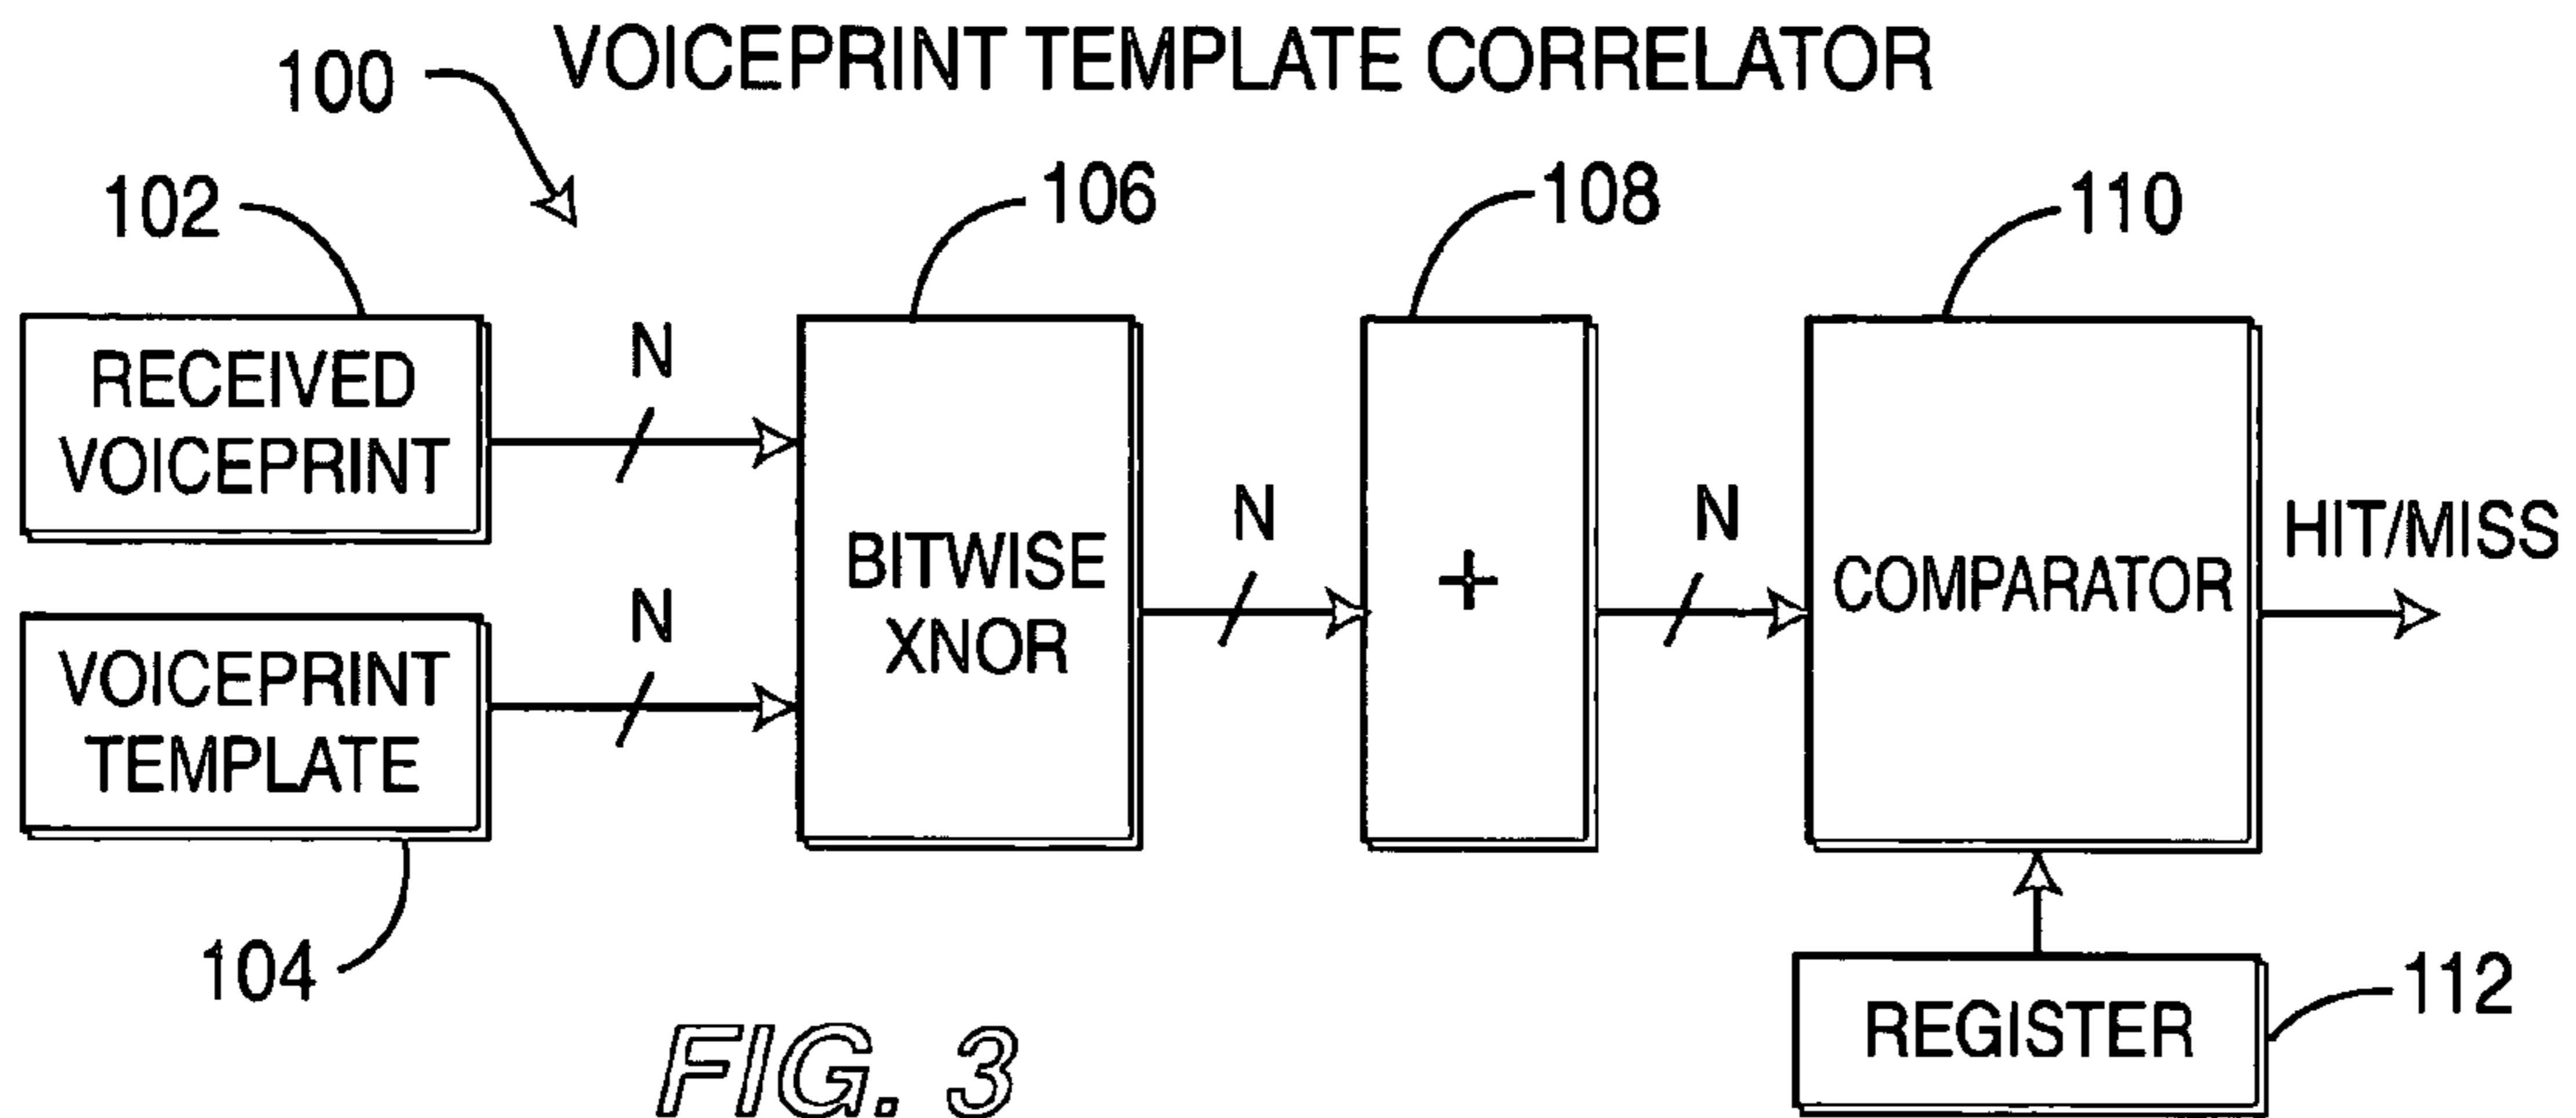 VOICEPRINT TEMPLATE CORRELATOR
100
102
106
108
110
RECEIVED
VOICEPRINT
N
VOICEPRINT
TEMPLATE
N
104
BITWISE
XNOR
N
+
N
COMPARATOR
HIT/MISS
REGISTER
112
FIG. 3